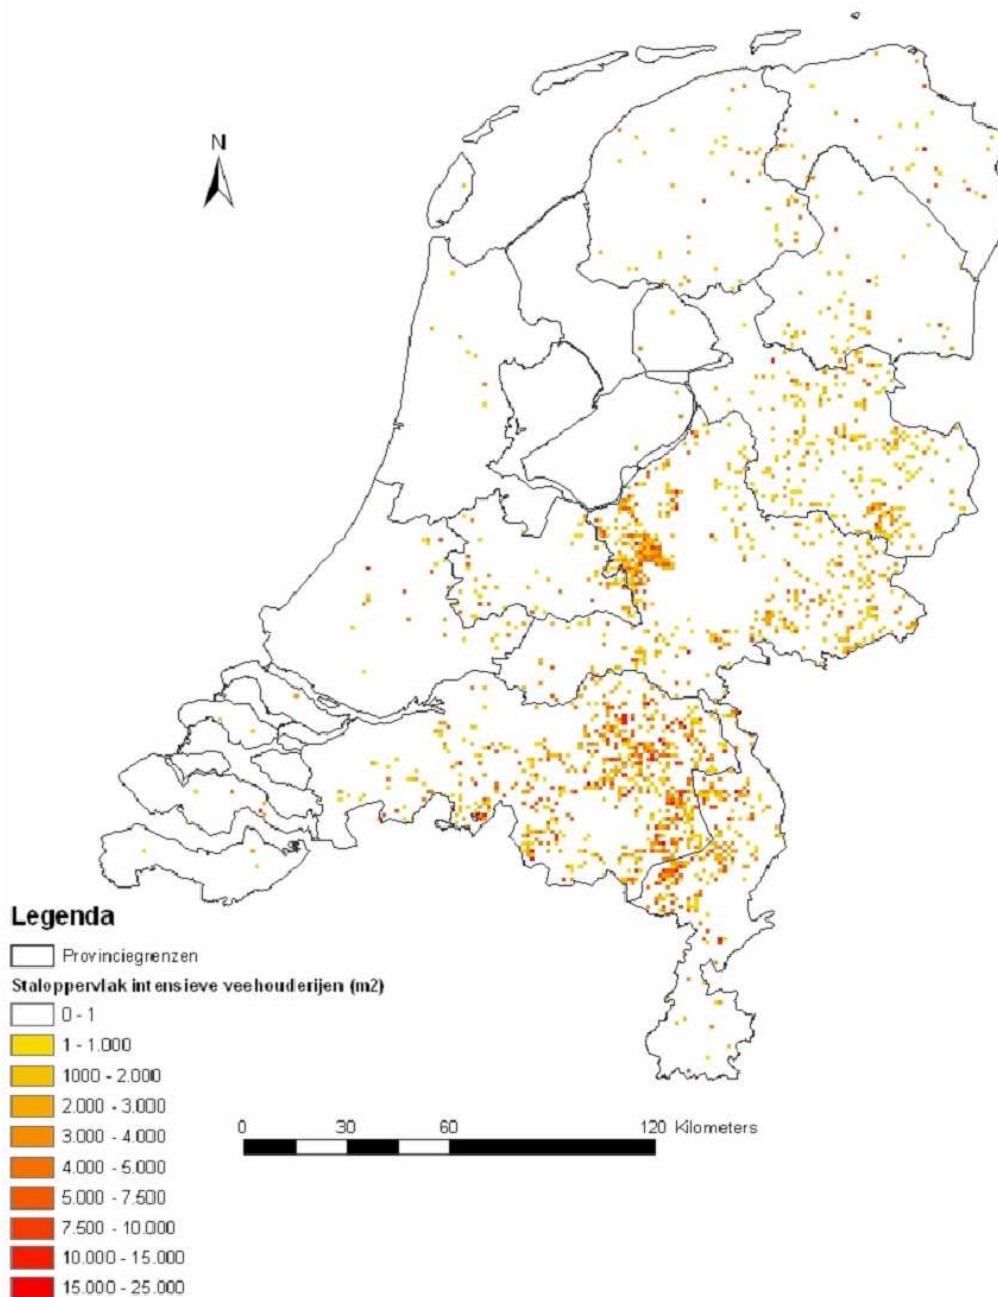 N
Legenda
Provinciegrenzen
Staloppervlak intensieve veehouderijen (m2)
0 - 1
1 - 1.000
1000 - 2.000
2.000 - 3.000
3.000 - 4.000
4.000 - 5.000
5.000 - 7.500
7.500 - 10.000
10.000 - 15.000
15.000 - 25.000
0 30 60 120 Kilometers